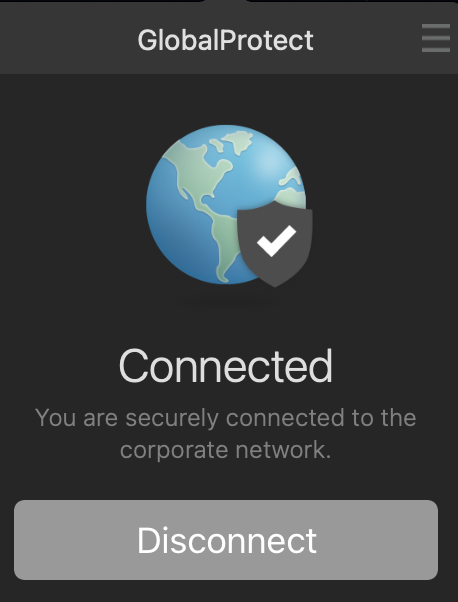 GlobalProtect
Connected
You are securely connected to the
corporate network.
Disconnect